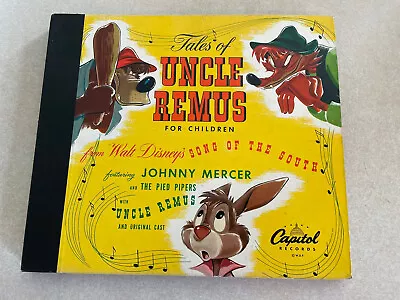 Tales of
UNCLE
REMUS
FOR CHILDREN
from Walt Disney's SONG OF THE SOUTH
featuring JOHNNY MERCER
and THE PIED PIPERS
WITH
UNCLE REMUS
AND ORIGINAL CAST
Capitol
RECORDS